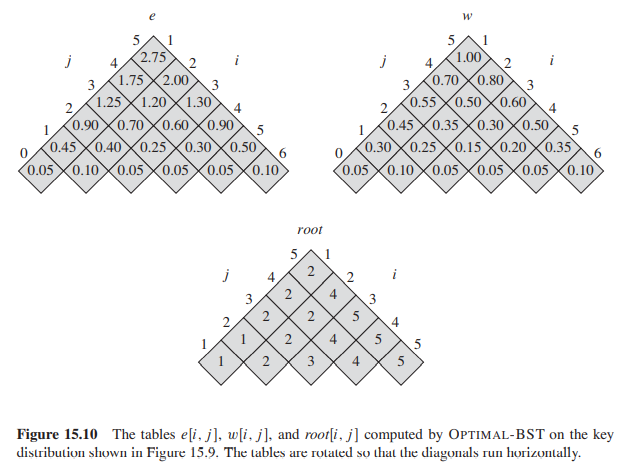 e
5 1
2.75
j 4 2 i
1.75 2.00
3 3
1.25 1.20 1.30
2 4
0.90 0.70 0.60 0.90
1 5
0.45 0.40 0.25 0.30 0.50
0 6
0.05 0.10 0.05 0.05 0.05 0.10
w
5 1
1.00
j 4 2 i
0.70 0.80
3 3
0.55 0.50 0.60
2 4
0.45 0.35 0.30 0.50
1 5
0.30 0.25 0.15 0.20 0.35
0 6
0.05 0.10 0.05 0.05 0.05 0.10
root
5 1
2
j 4 2 i
2 4
3 3
2 2 5
2 4
1 2 4 5
1 5
1 2 3 4 5
Figure 15.10 The tables e[i, j], w[i, j], and root[i, j] computed by OPTIMAL-BST on the key
distribution shown in Figure 15.9. The tables are rotated so that the diagonals run horizontally.